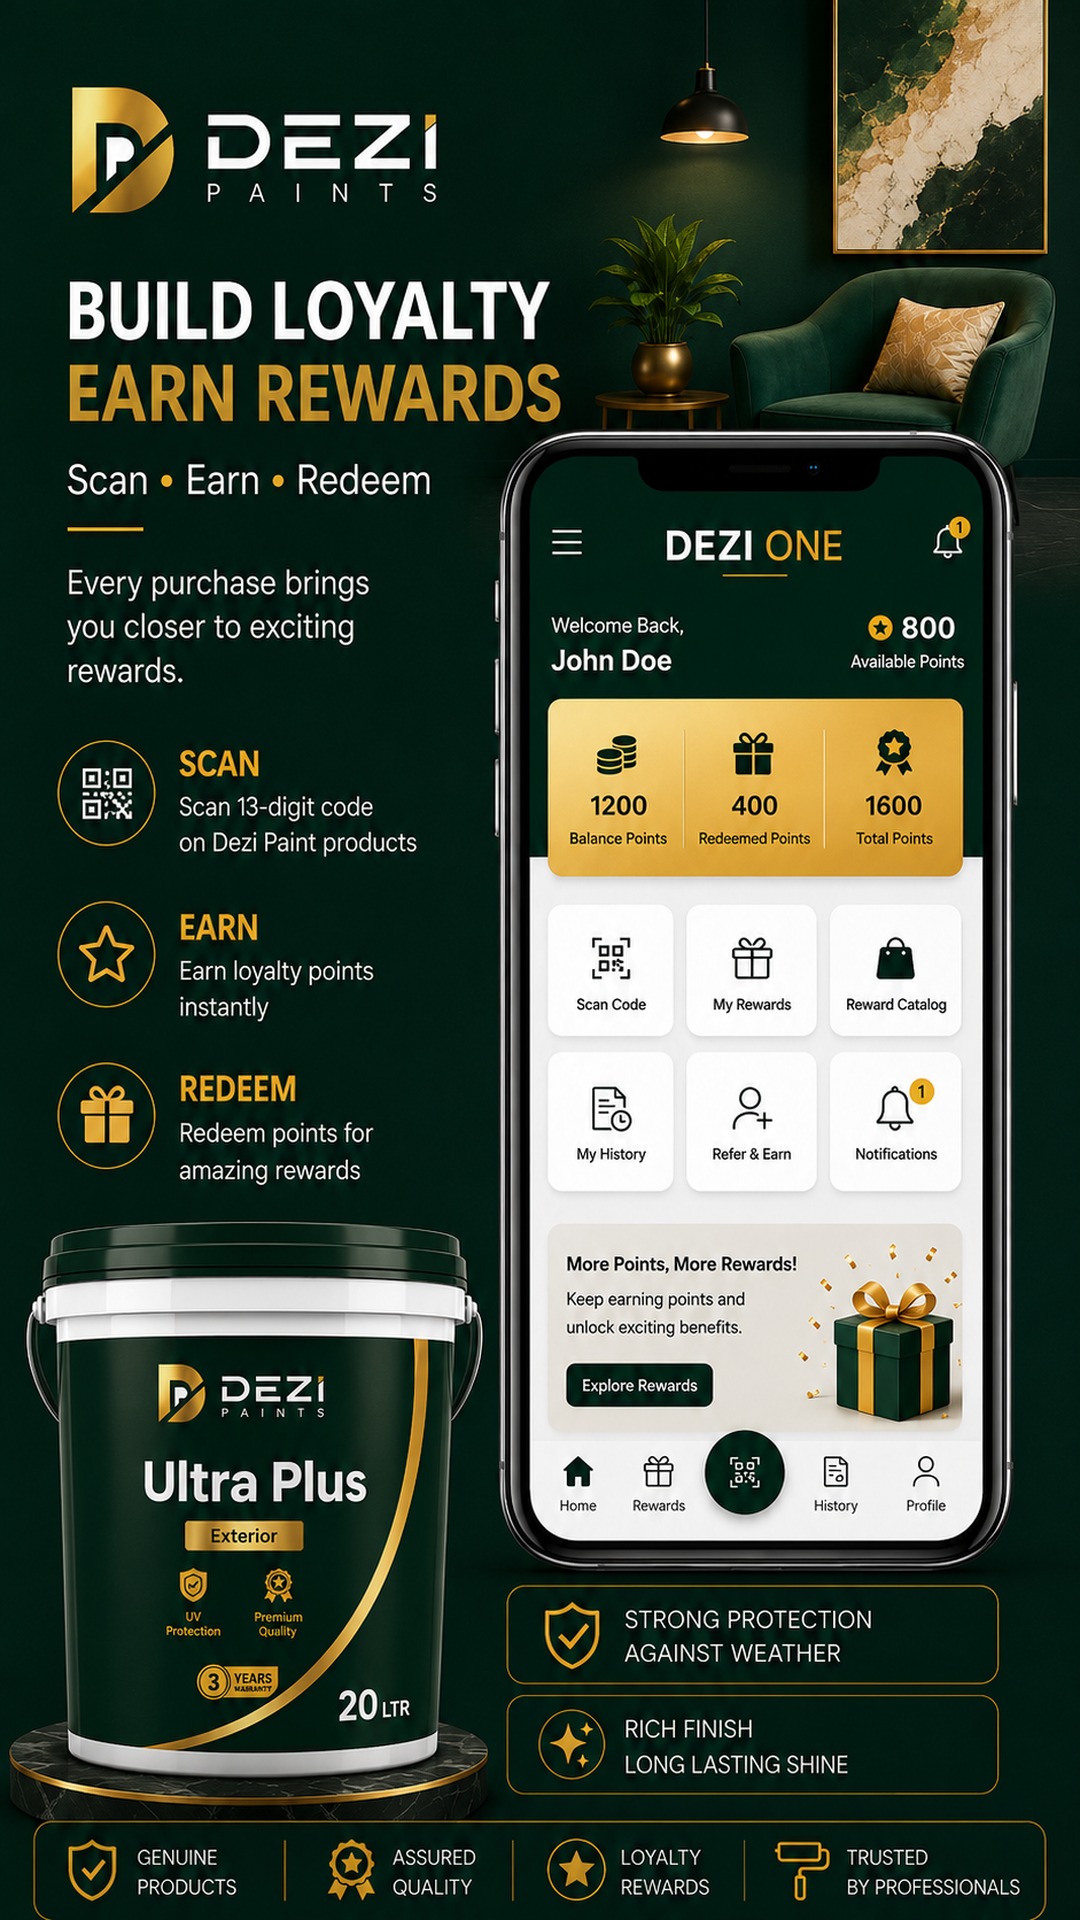 DEZI
PAINTS
BUILD LOYALTY
EARN REWARDS
Scan • Earn • Redeem
Every purchase brings
you closer to exciting
rewards.
SCAN
Scan 13-digit code
on Dezi Paint products
EARN
Earn loyalty points
instantly
REDEEM
Redeem points for
amazing rewards
DEZI ONE
1
Welcome Back,
John Doe
800
Available Points
1200
Balance Points
400
Redeemed Points
1600
Total Points
Scan Code
My Rewards
Reward Catalog
My History
Refer & Earn
1
Notifications
More Points, More Rewards!
Keep earning points and
unlock exciting benefits.
Explore Rewards
Home
Rewards
History
Profile
DEZI
PAINTS
Ultra Plus
Exterior
UV
Protection
Premium
Quality
3 YEARS
WARRANTY
20 LTR
STRONG PROTECTION
AGAINST WEATHER
RICH FINISH
LONG LASTING SHINE
GENUINE
PRODUCTS
ASSURED
QUALITY
LOYALTY
REWARDS
TRUSTED
BY PROFESSIONALS